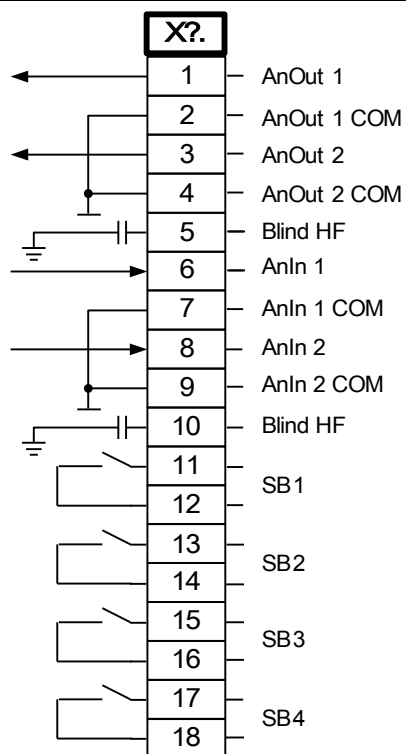 X?.
1 AnOut 1
2 AnOut 1 COM
3 AnOut 2
4 AnOut 2 COM
5 Blind HF
6 AnIn 1
7 AnIn 1 COM
8 AnIn 2
9 AnIn 2 COM
10 Blind HF
11
SB1
12
13
SB2
14
15
SB3
16
17
SB4
18